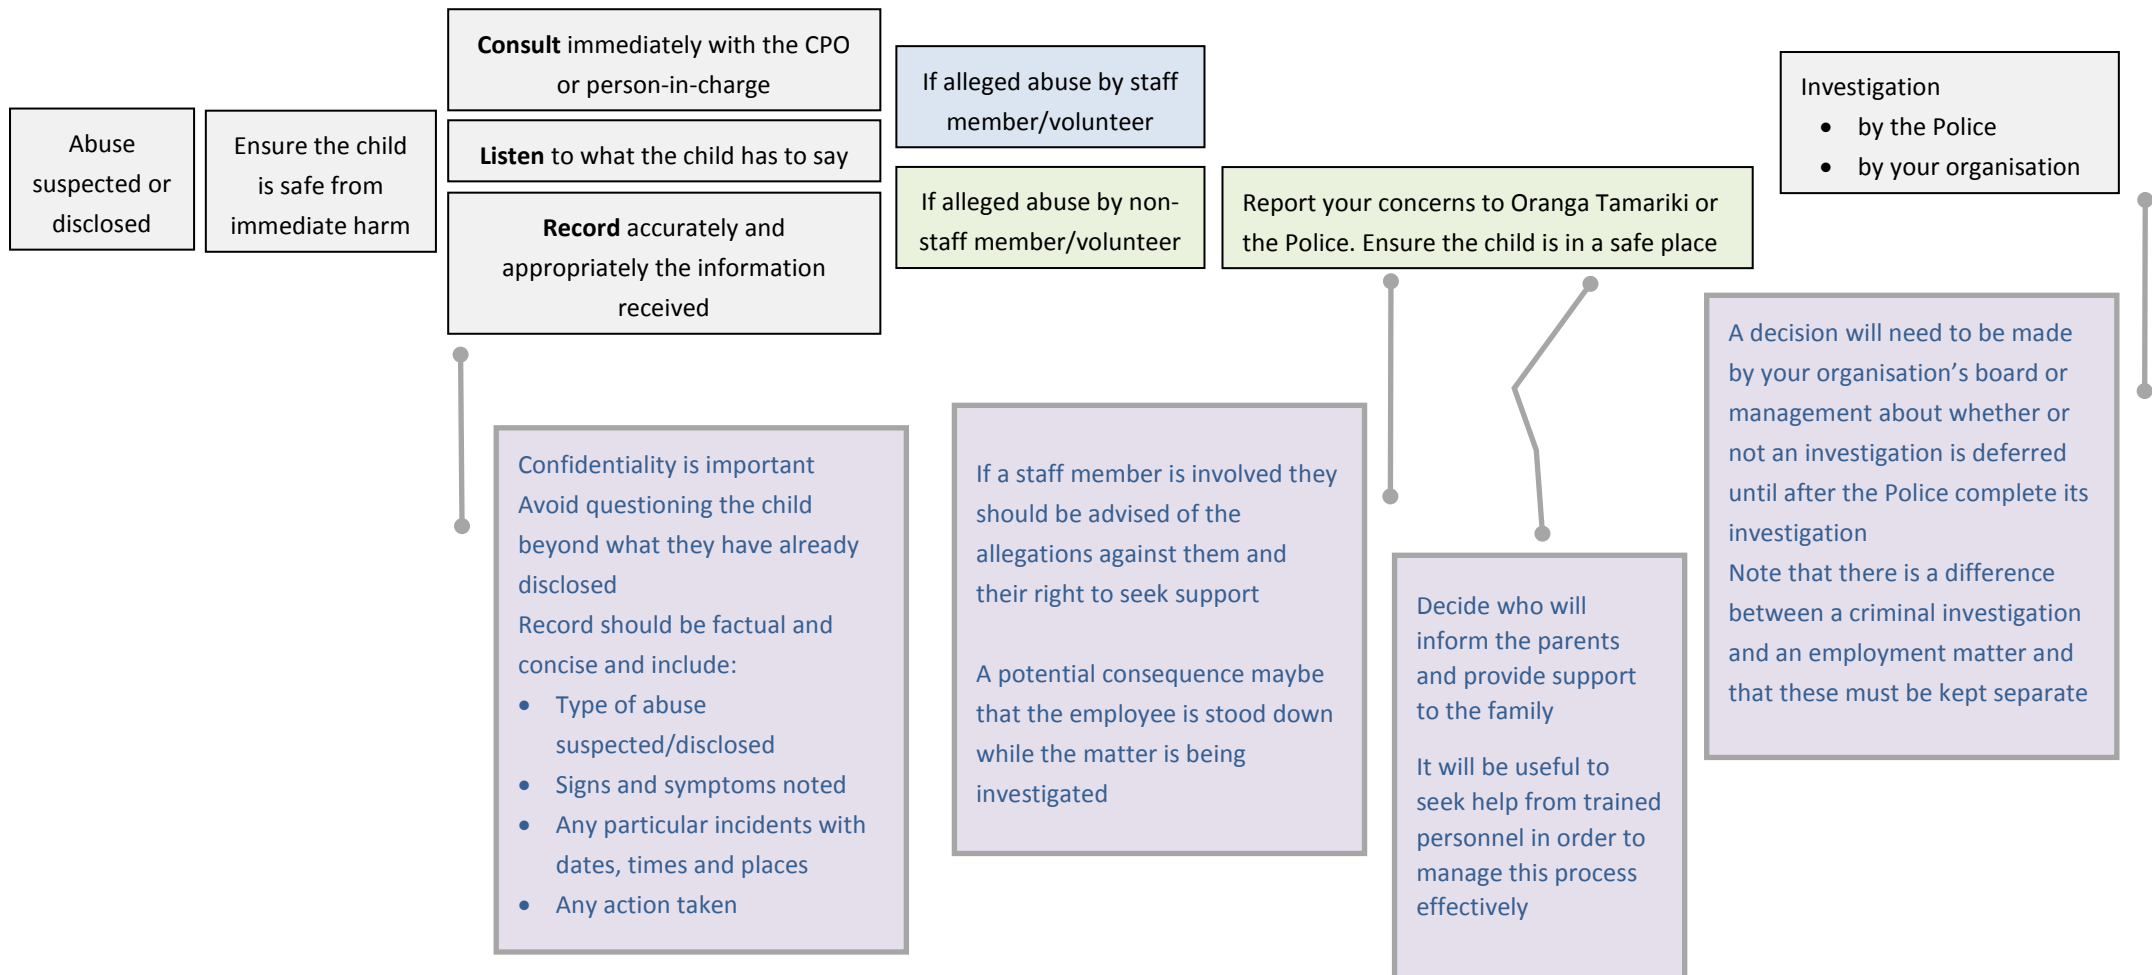 Abuse
suspected or
disclosed
Ensure the child
is safe from
immediate harm
Consult immediately with the CPO
or person-in-charge
Listen to what the child has to say
Record accurately and
appropriately the information
received
If alleged abuse by staff
member/volunteer
If alleged abuse by non-
staff member/volunteer
Report your concerns to Oranga Tamariki or
the Police. Ensure the child is in a safe place
Investigation
• by the Police
• by your organisation
Confidentiality is important
Avoid questioning the child
beyond what they have already
disclosed
Record should be factual and
concise and include:
• Type of abuse
suspected/disclosed
• Signs and symptoms noted
• Any particular incidents with
dates, times and places
• Any action taken
If a staff member is involved they
should be advised of the
allegations against them and
their right to seek support
A potential consequence maybe
that the employee is stood down
while the matter is being
investigated
Decide who will
inform the parents
and provide support
to the family
It will be useful to
seek help from trained
personnel in order to
manage this process
effectively
A decision will need to be made
by your organisation’s board or
management about whether or
not an investigation is deferred
until after the Police complete its
investigation
Note that there is a difference
between a criminal investigation
and an employment matter and
that these must be kept separate